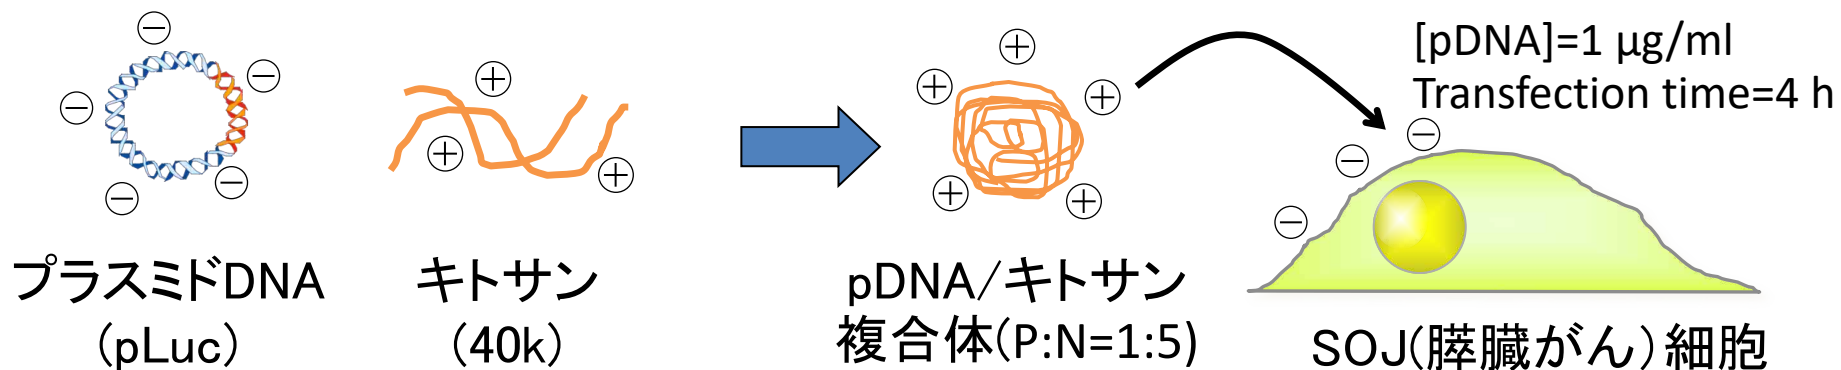 [pDNA]=1 μg/ml
Transfection time=4 h
プラスミドDNA
(pLuc)
キトサン
(40k)
pDNA/キトサン
複合体(P:N=1:5)
SOJ(膵臓がん)細胞